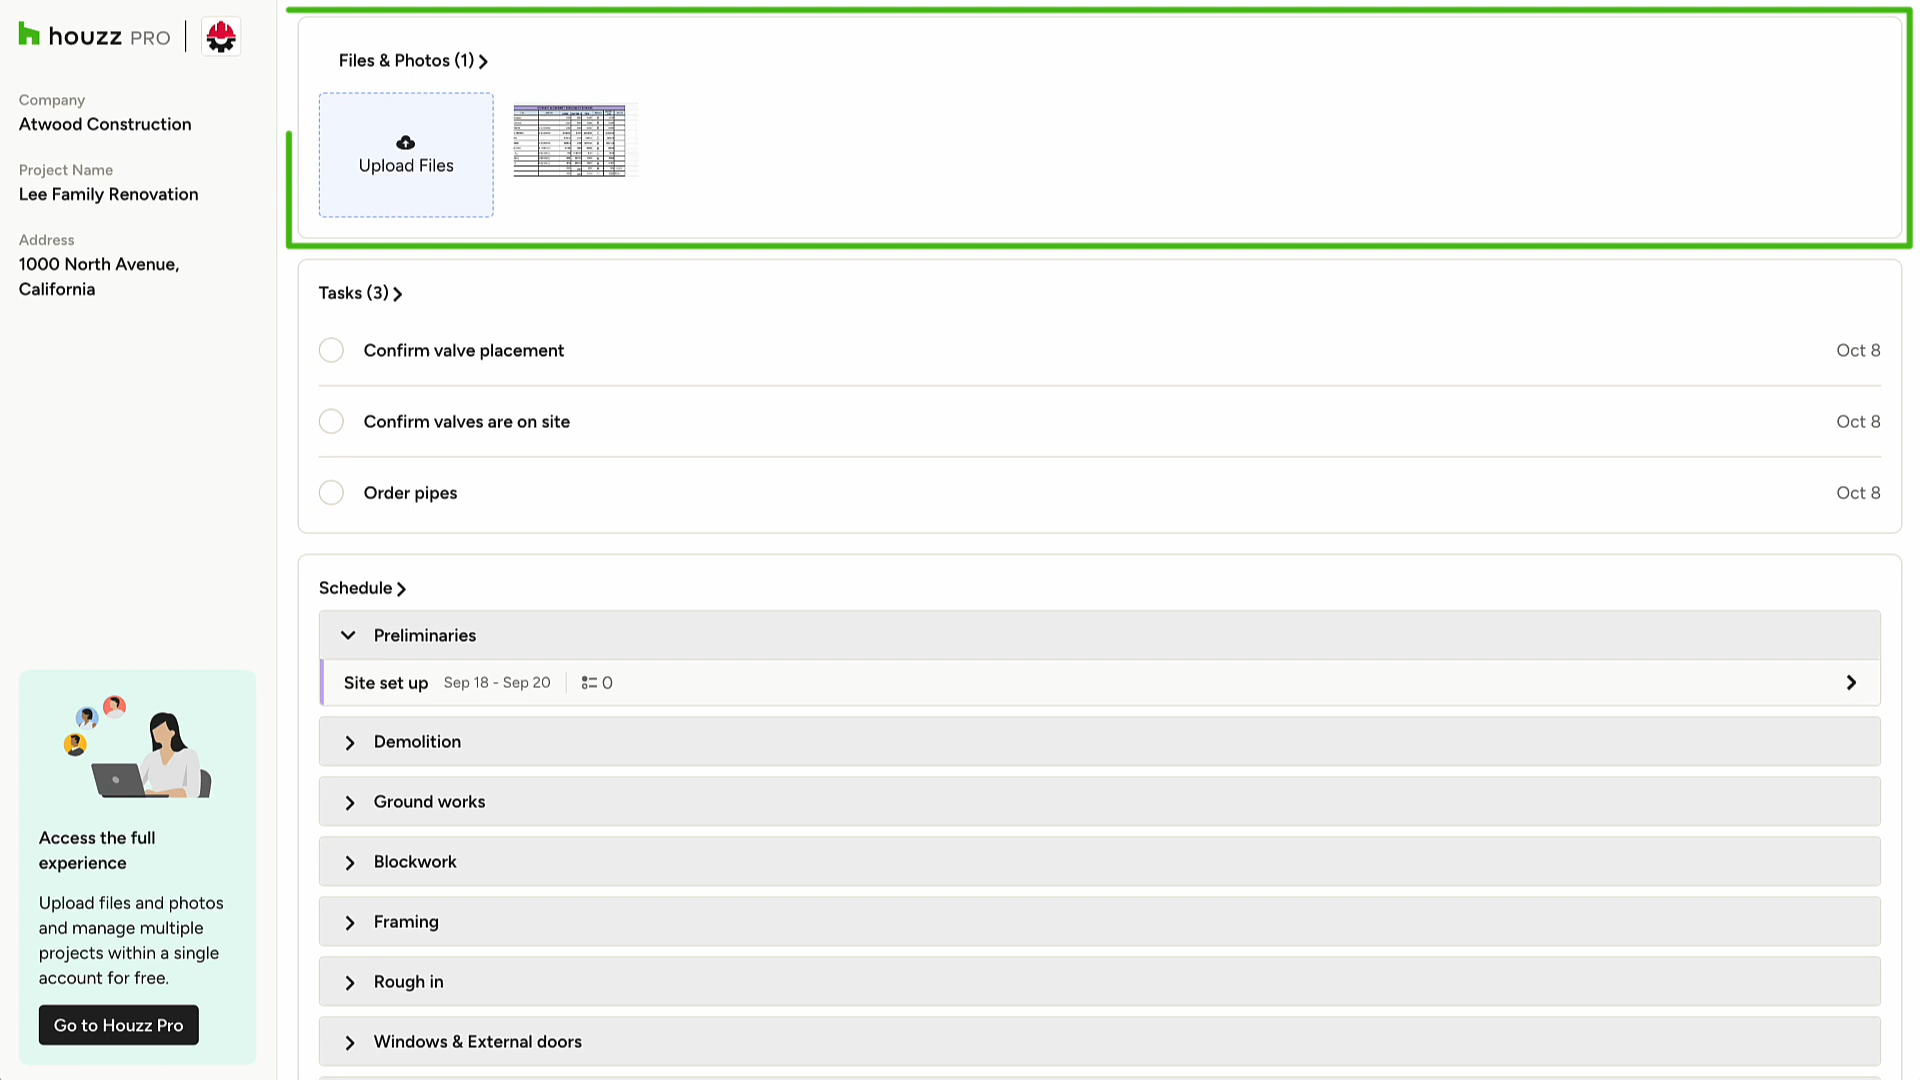 houzz PRO
Company
Atwood Construction
Project Name
Lee Family Renovation
Address
1000 North Avenue,
California
Files & Photos (1)
Upload Files
Tasks (3)
Confirm valve placement
Oct 8
Confirm valves are on site
Oct 8
Order pipes
Oct 8
Schedule
Preliminaries
Site set up Sep 18 - Sep 20 0
Demolition
Ground works
Blockwork
Framing
Rough in
Windows & External doors
Access the full
experience
Upload files and photos
and manage multiple
projects within a single
account for free.
Go to Houzz Pro